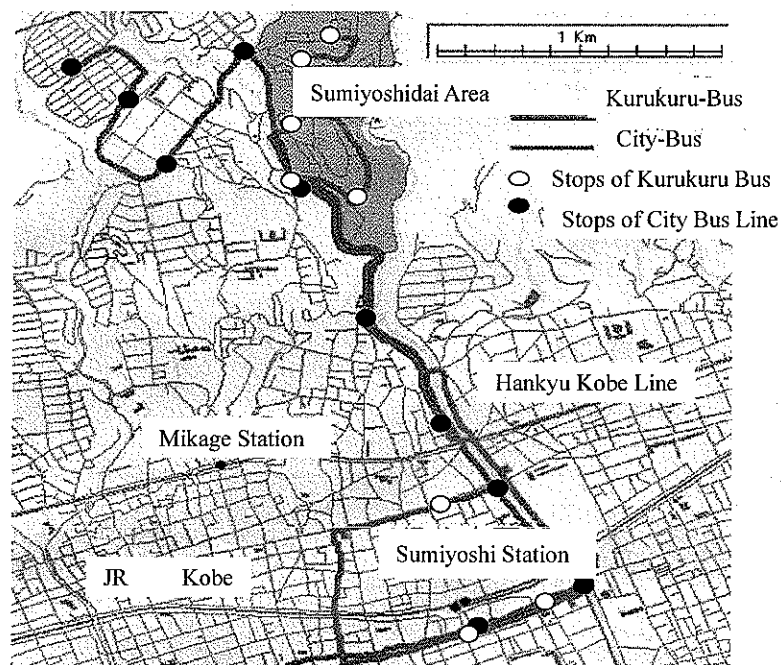 1 Km
Sumiyoshidai Area
Kurukuru-Bus
City-Bus
Stops of Kurukuru Bus
Stops of City Bus Line
Hankyu Kobe Line
Mikage Station
Sumiyoshi Station
JR Kobe